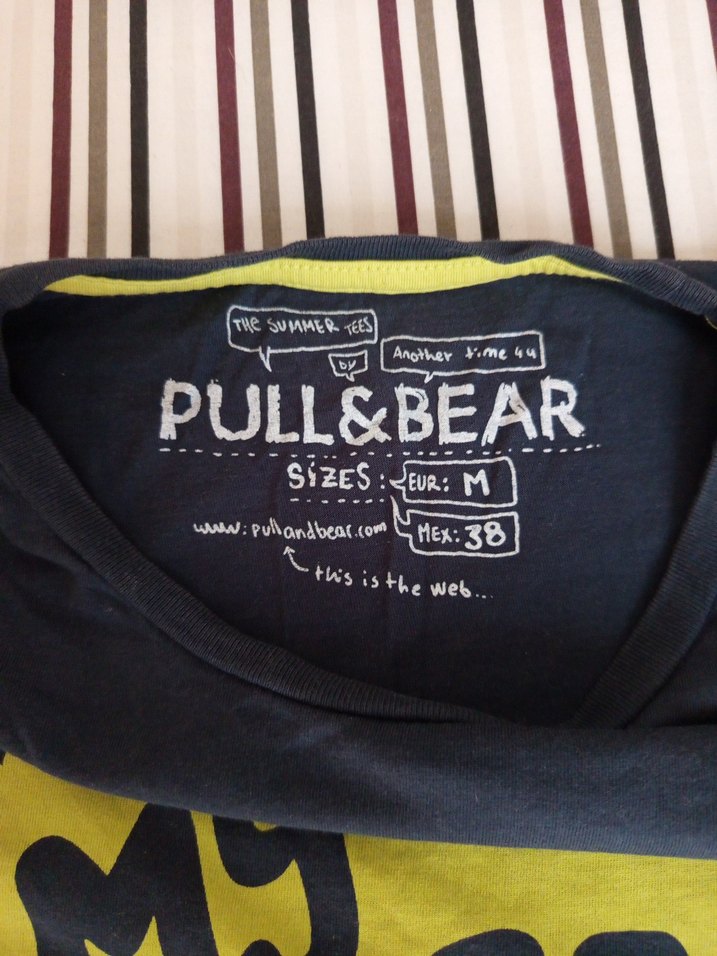 THE SUMMER TEES
by
Another time 4u
PULL&BEAR
SIZES: EUR: M
MEX: 38
www.pullandbear.com
this is the web...
MY